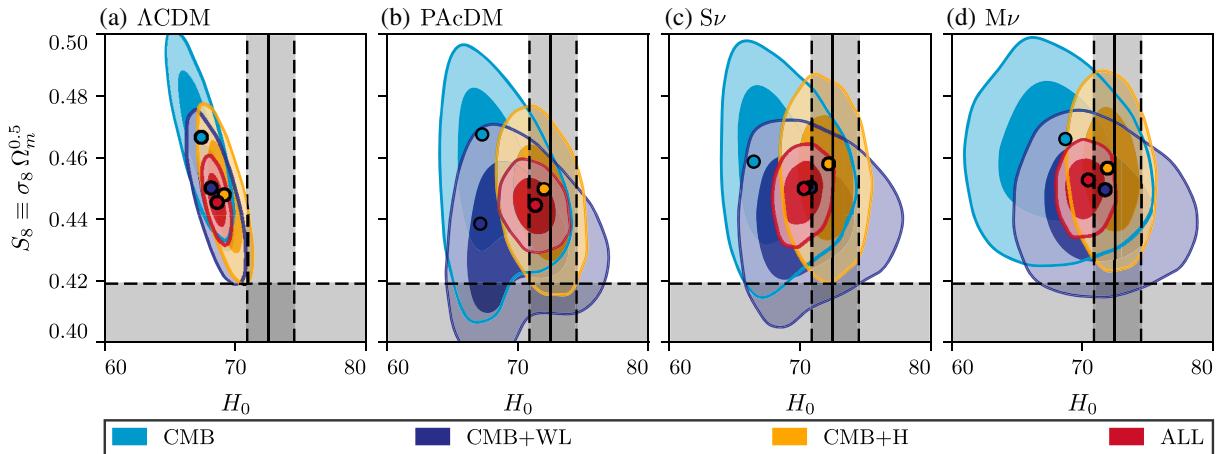 (a) ΛCDM (b) PAcDM (c) Sν (d) Mν
S₈ ≡ σ₈ Ωₘ^0.5
0.50
0.48
0.46
0.44
0.42
0.40
60 70 80 60 70 80 60 70 80 60 70 80
H₀ H₀ H₀ H₀
CMB CMB+WL CMB+H ALL